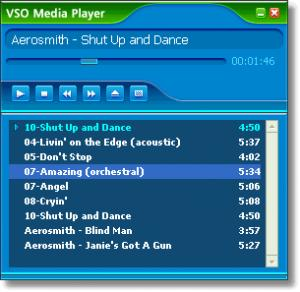 VSO Media Player
Aerosmith - Shut Up and Dance
00:01:46
10-Shut Up and Dance 4:50
04-Livin' on the Edge (acoustic) 5:37
05-Don't Stop 4:02
07-Amazing (orchestral) 5:34
07-Angel 5:06
08-Cryin' 5:08
10-Shut Up and Dance 4:50
Aerosmith - Blind Man 3:57
Aerosmith - Janie's Got A Gun 5:27